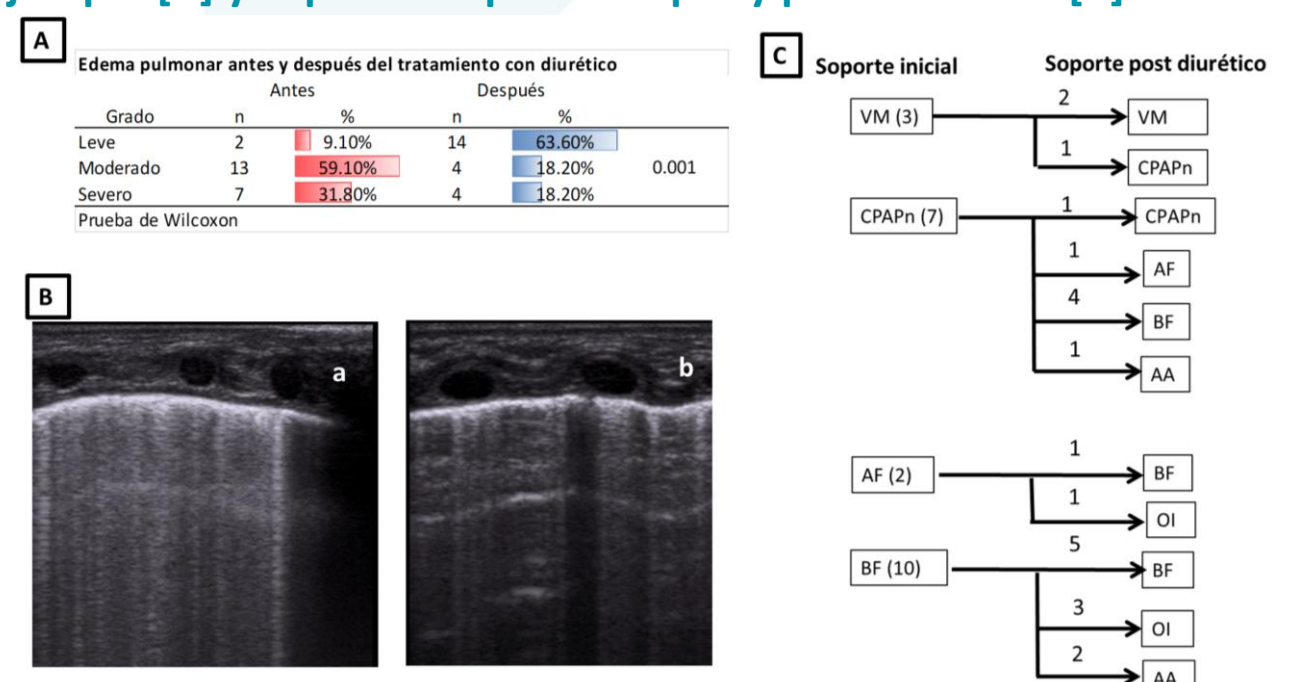 A
Edema pulmonar antes y después del tratamiento con diurético
Antes Después
Grado n % n %
Leve 2 9.10% 14 63.60%
Moderado 13 59.10% 4 18.20% 0.001
Severo 7 31.80% 4 18.20%
Prueba de Wilcoxon
B
a
b
C
Soporte inicial Soporte post diurético
VM (3) 2 VM
1 CPAPn
CPAPn (7) 1 CPAPn
1 AF
4 BF
1 AA
AF (2) 1 BF
1 OI
BF (10) 5 BF
3 OI
2 AA